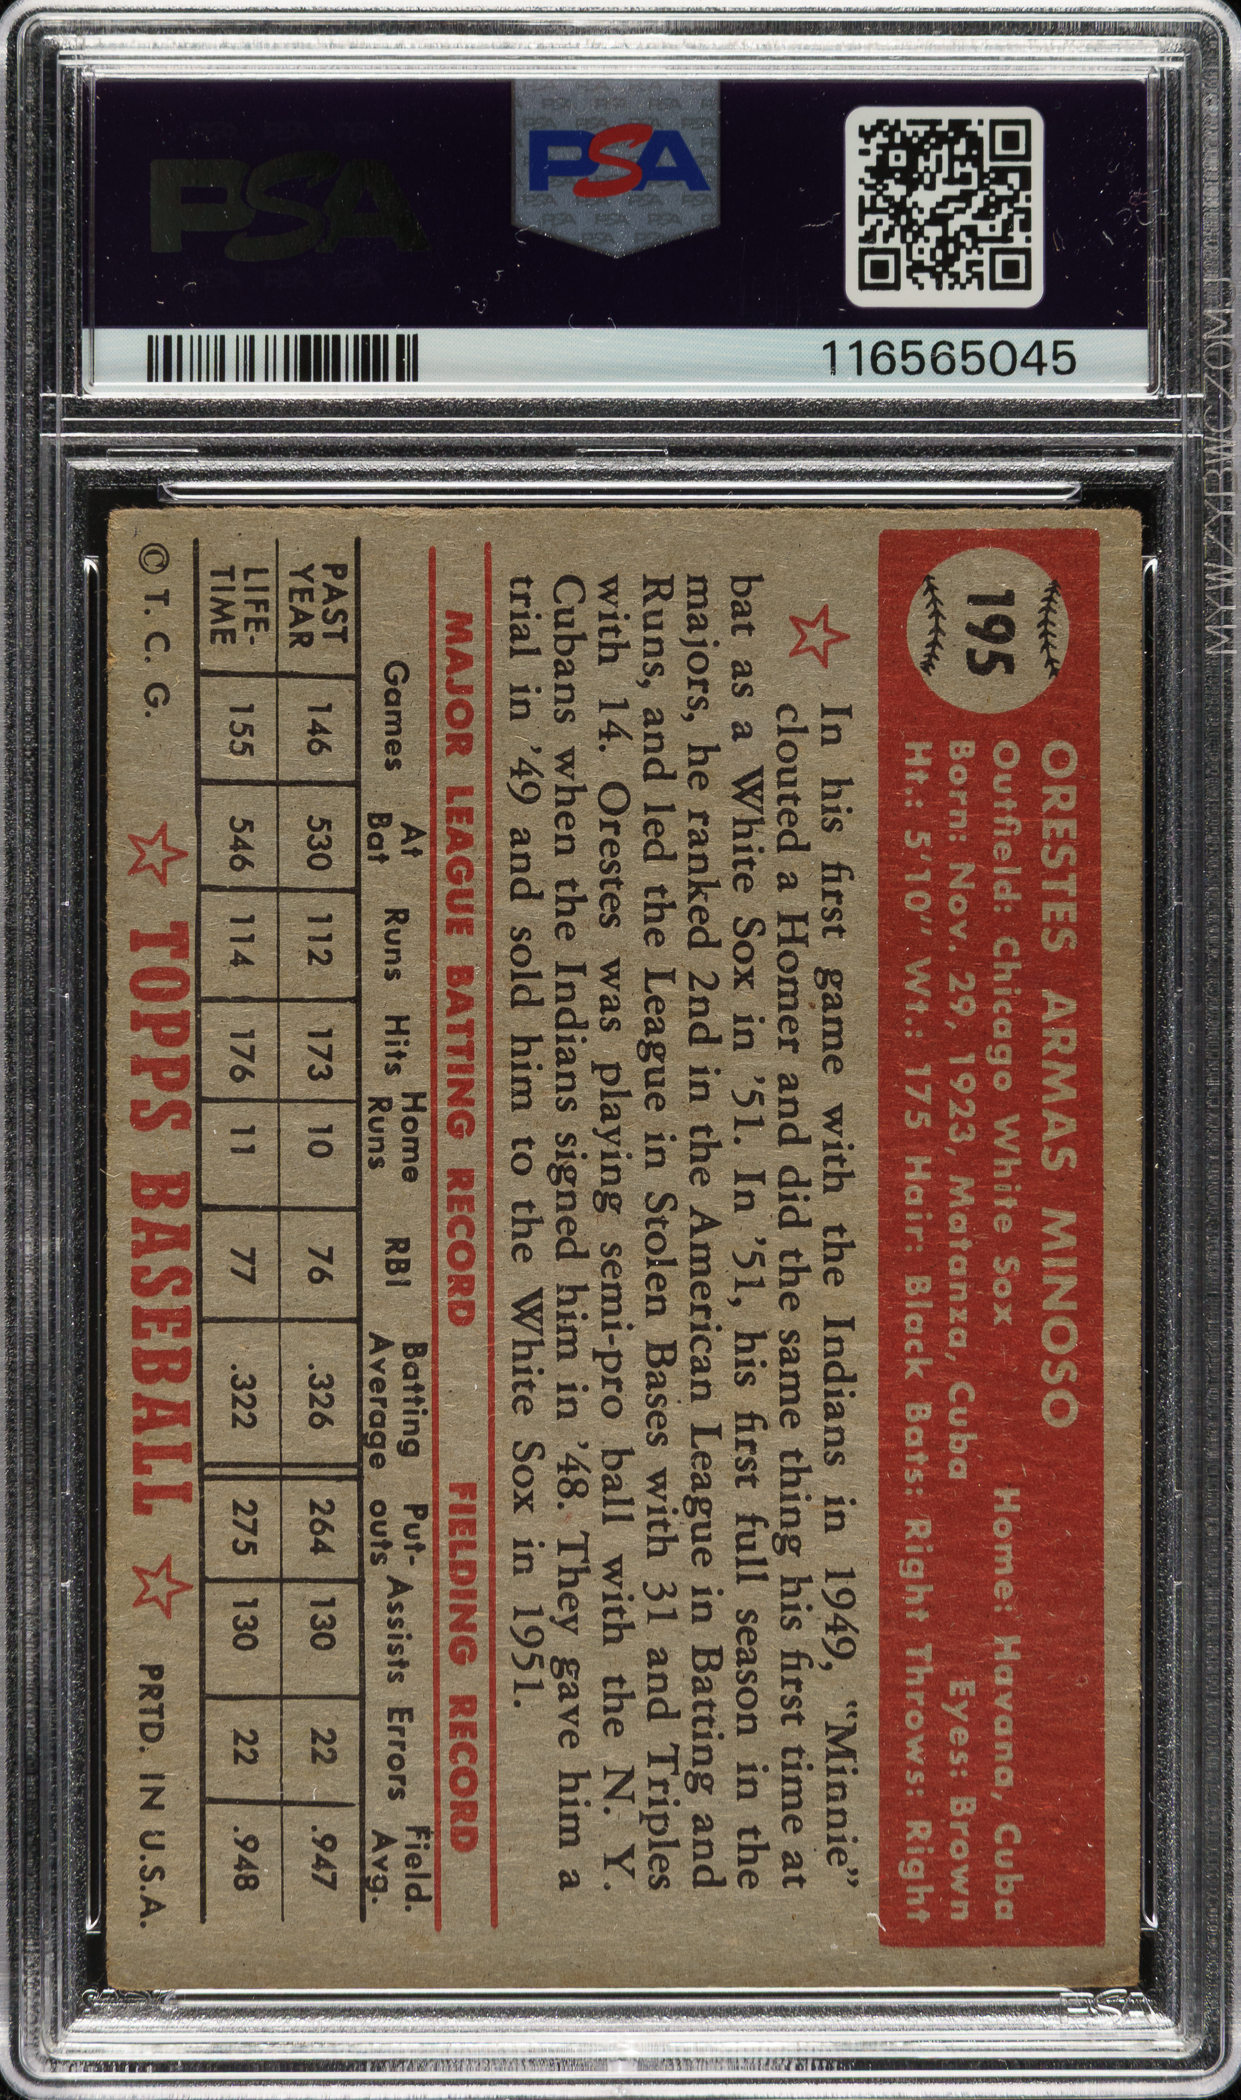 PSA
PSA
116565045
195
ORESTES ARMAS MINOSO
Outfield: Chicago White Sox Home: Havana, Cuba
Born: Nov. 29, 1923, Matanza, Cuba Eyes: Brown
Ht.: 5'10" Wt.: 175 Hair: Black Bats: Right Throws: Right
In his first game with the Indians in 1949, "Minnie"
clouted a Homer and did the same thing his first time at
bat as a White Sox in '51. In '51, his first full season in the
majors, he ranked 2nd in the American League in Batting and
Runs, and led the League in Stolen Bases with 31 and Triples
with 14. Orestes was playing semi-pro ball with the N. Y.
Cubans when the Indians signed him in '48. They gave him a
trial in '49 and sold him to the White Sox in 1951.
MAJOR LEAGUE BATTING RECORD FIELDING RECORD
Games At Bat Runs Hits Home Runs RBI Batting Average Put-outs Assists Errors Field. Avg.
PAST YEAR 146 530 112 173 10 76 .326 264 130 22 .947
LIFE-TIME 155 546 114 176 11 77 .322 275 130 22 .948
© T. C. G. TOPPS BASEBALL PRTD. IN U.S.A.
PSA